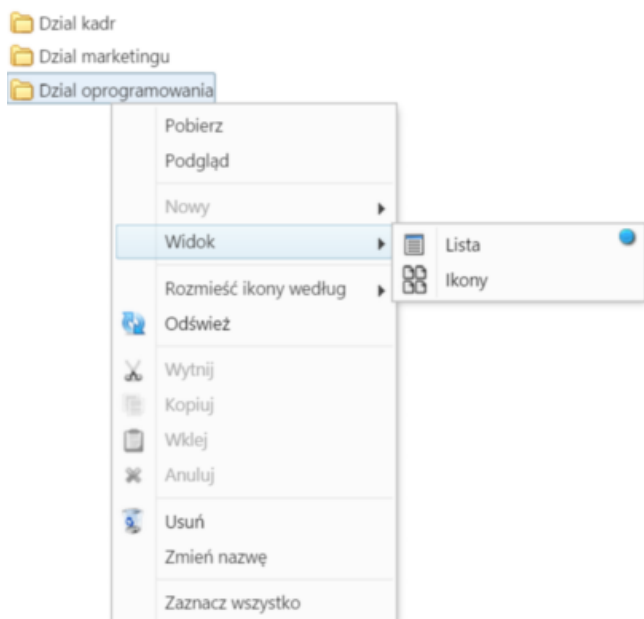 Dzial kadr
Dzial marketingu
Dzial oprogramowania
Pobierz
Podgląd
Nowy
Widok
Lista
Ikony
Rozmieść ikony według
Odśwież
Wytnij
Kopiuj
Wklej
Anuluj
Usuń
Zmień nazwę
Zaznacz wszystko